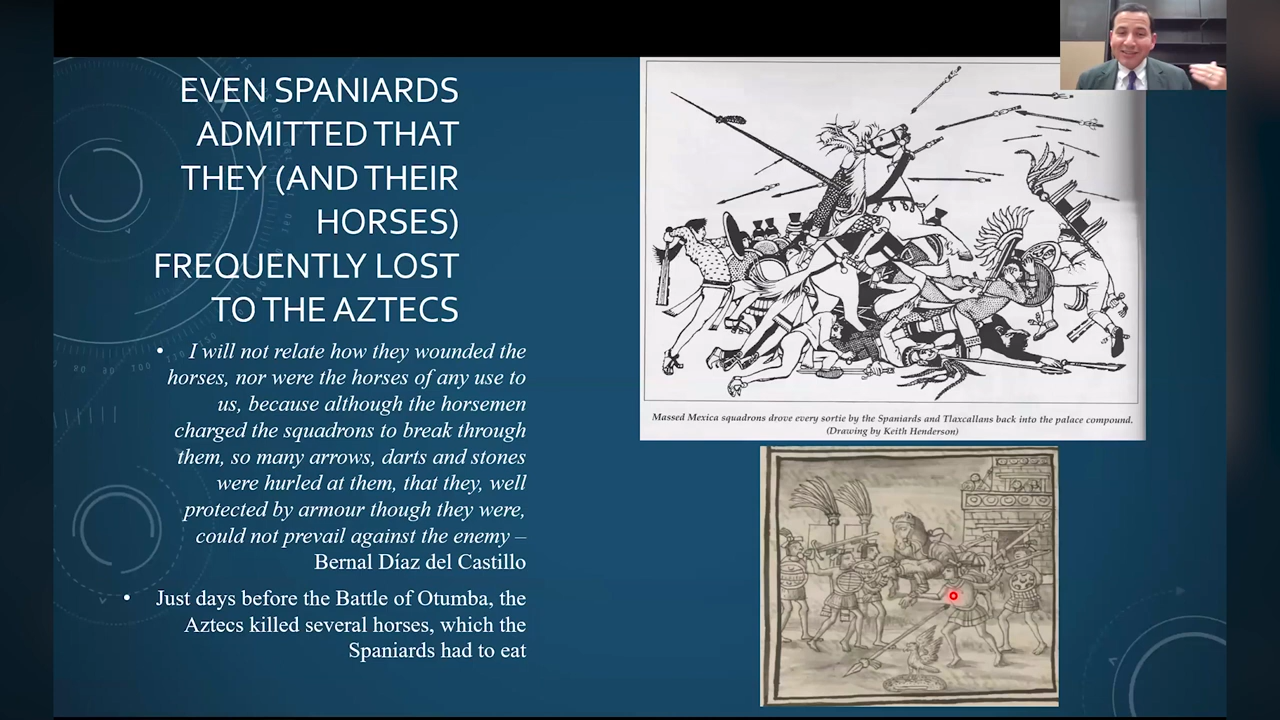 EVEN SPANIARDS
ADMITTED THAT
THEY (AND THEIR
HORSES)
FREQUENTLY LOST
TO THE AZTECS
• I will not relate how they wounded the
horses, nor were the horses of any use to
us, because although the horsemen
charged the squadrons to break through
them, so many arrows, darts and stones
were hurled at them, that they, well
protected by armour though they were,
could not prevail against the enemy –
Bernal Díaz del Castillo
• Just days before the Battle of Otumba, the
Aztecs killed several horses, which the
Spaniards had to eat
Massed Mexica squadrons drove every sortie by the Spaniards and Tlaxcallans back into the palace compound.
(Drawing by Keith Henderson)